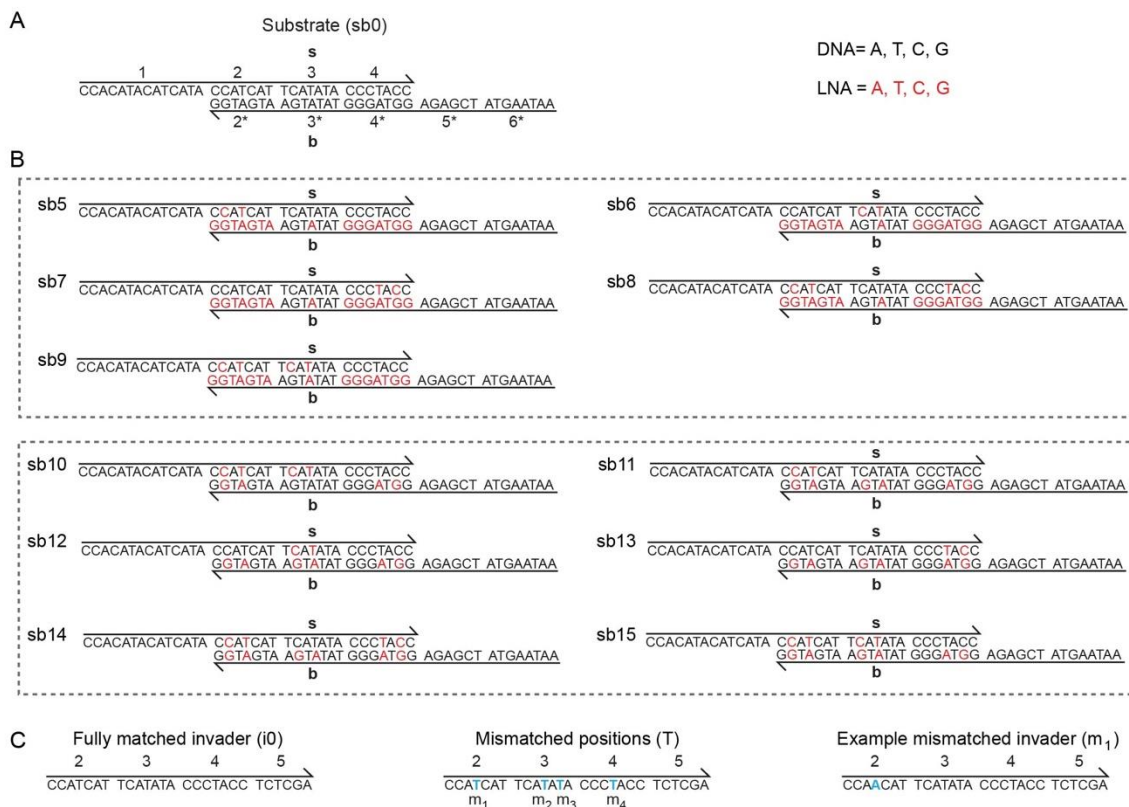 A
Substrate (sb0)
s
1 2 3 4
CCACATACATCATA CCATCAT TCATATA CCCTACC
GGTAGTA AGTATAT GGGATGG AGAGCT ATGAATAA
2* 3* 4* 5* 6*
b
DNA= A, T, C, G
LNA = A, T, C, G
B
sb5
s
CCACATACATCATA CCATCAT TCATATA CCCTACC
GGTAGTA AGTATAT GGGATGG AGAGCT ATGAATAA
b
sb6
s
CCACATACATCATA CCATCAT TCATATA CCCTACC
GGTAGTA AGTATAT GGGATGG AGAGCT ATGAATAA
b
sb7
s
CCACATACATCATA CCATCAT TCATATA CCCTACC
GGTAGTA AGTATAT GGGATGG AGAGCT ATGAATAA
b
sb8
s
CCACATACATCATA CCATCAT TCATATA CCCTACC
GGTAGTA AGTATAT GGGATGG AGAGCT ATGAATAA
b
sb9
s
CCACATACATCATA CCATCAT TCATATA CCCTACC
GGTAGTA AGTATAT GGGATGG AGAGCT ATGAATAA
b
sb10
s
CCACATACATCATA CCATCAT TCATATA CCCTACC
GGTAGTA AGTATAT GGGATGG AGAGCT ATGAATAA
b
sb11
s
CCACATACATCATA CCATCAT TCATATA CCCTACC
GGTAGTA AGTATAT GGGATGG AGAGCT ATGAATAA
b
sb12
s
CCACATACATCATA CCATCAT TCATATA CCCTACC
GGTAGTA AGTATAT GGGATGG AGAGCT ATGAATAA
b
sb13
s
CCACATACATCATA CCATCAT TCATATA CCCTACC
GGTAGTA AGTATAT GGGATGG AGAGCT ATGAATAA
b
sb14
s
CCACATACATCATA CCATCAT TCATATA CCCTACC
GGTAGTA AGTATAT GGGATGG AGAGCT ATGAATAA
b
sb15
s
CCACATACATCATA CCATCAT TCATATA CCCTACC
GGTAGTA AGTATAT GGGATGG AGAGCT ATGAATAA
b
C
Fully matched invader (i0)
2 3 4 5
CCATCAT TCATATA CCCTACC TCTCGA
Mismatched positions (T)
2 3 4 5
CCATCAT TCATATA CCCTACC TCTCGA
m1 m2 m3 m4
Example mismatched invader (m1)
2 3 4 5
CCAACAT TCATATA CCCTACC TCTCGA